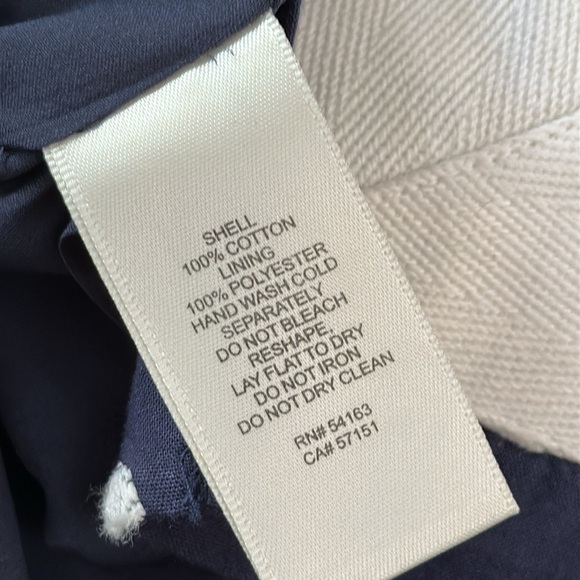 SHELL
100% COTTON
LINING
100% POLYESTER
HAND WASH COLD
SEPARATELY
DO NOT BLEACH
RESHAPE,
LAY FLAT TO DRY
DO NOT IRON
DO NOT DRY CLEAN
RN# 54163
CA# 57151